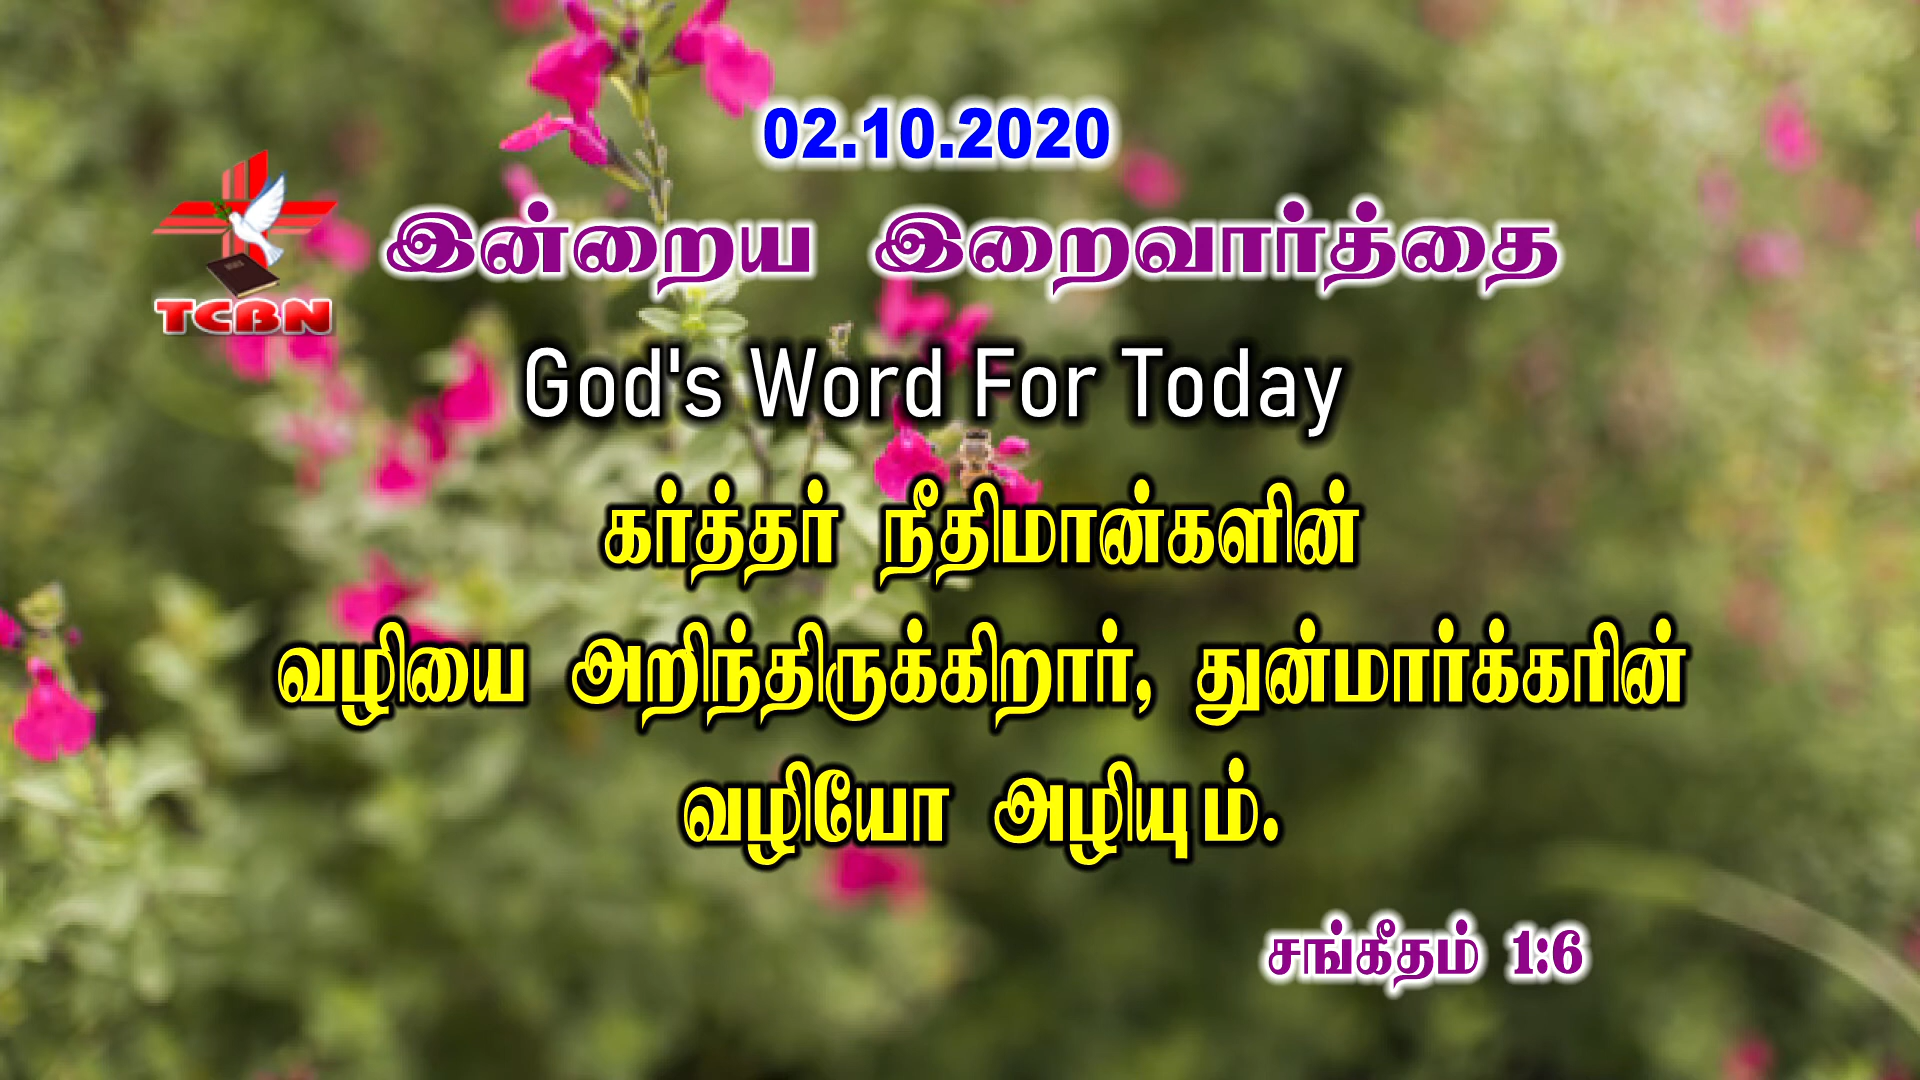 02.10.2020
இன்றைய இறைவார்த்தை
TCBN
God's Word For Today
கர்த்தர் நீதிமான்களின்
வழியை அறிந்திருக்கிறார், துன்மார்க்கரின்
வழியோ அழியும்.
சங்கீதம் 1:6